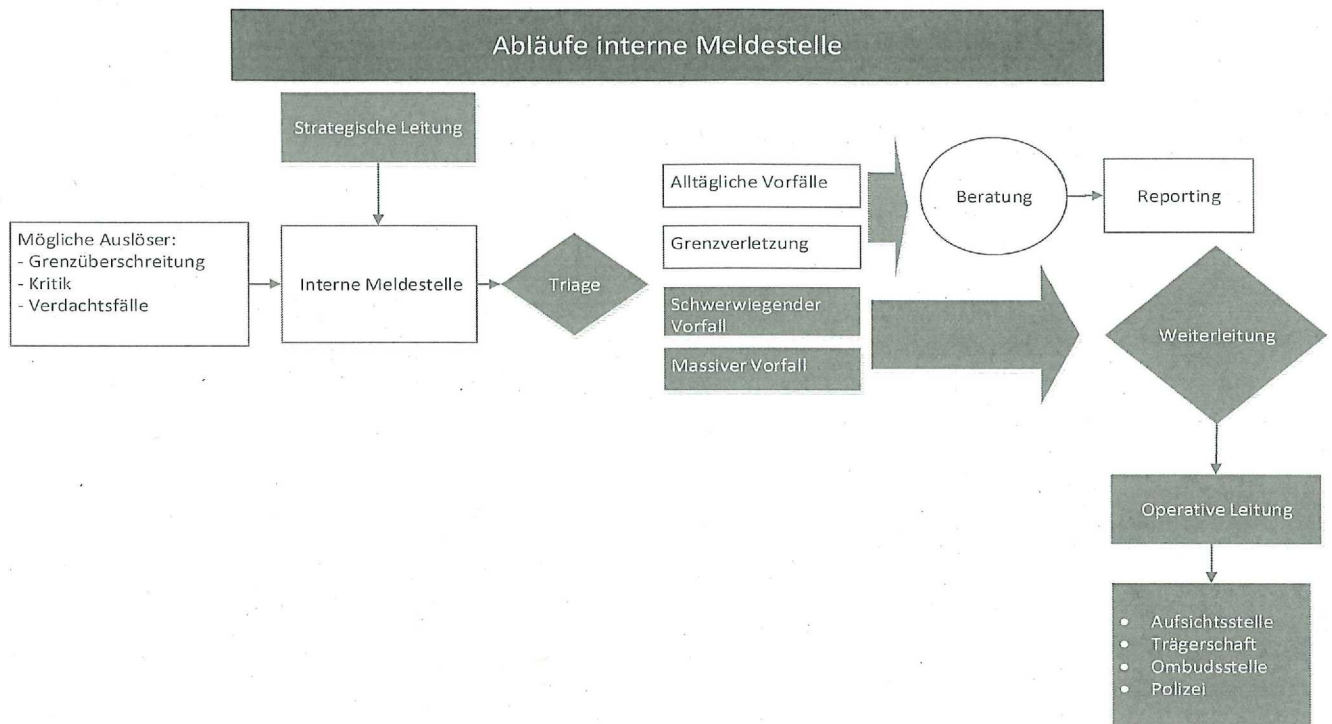 Abläufe interne Meldestelle
Strategische Leitung
Mögliche Auslöser:
- Grenzüberschreitung
- Kritik
- Verdachtsfälle
Interne Meldestelle
Triage
Alltägliche Vorfälle
Grenzverletzung
Schwerwiegender
Vorfall
Massiver Vorfall
Beratung
Reporting
Weiterleitung
Operative Leitung
• Aufsichtsstelle
• Trägerschaft
• Ombudsstelle
• Polizei